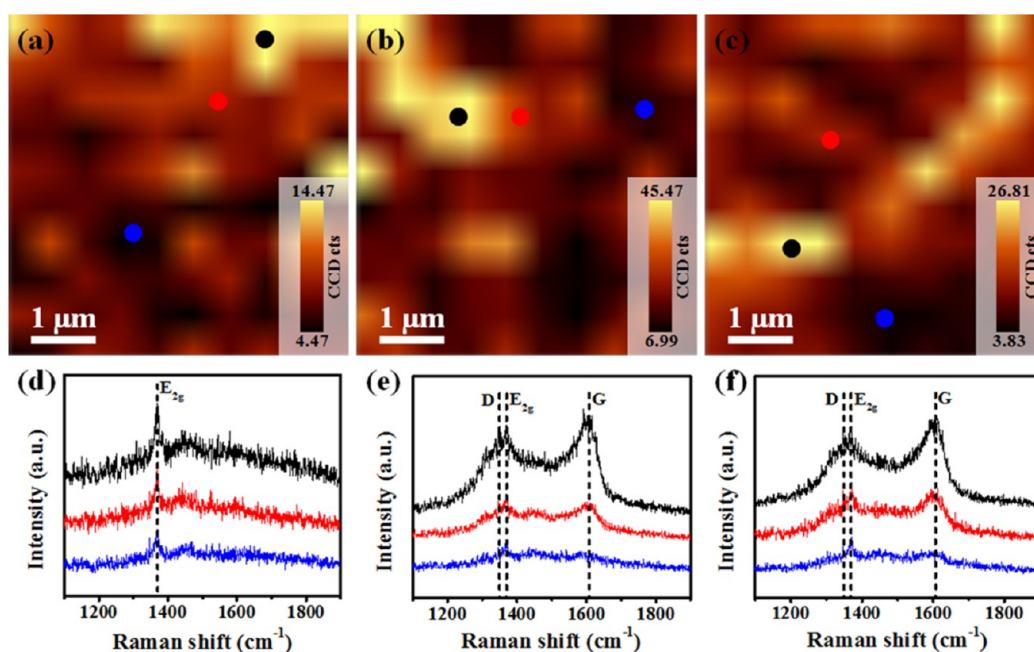 (a)
14.47
CCD cts
4.47
1 μm
(b)
45.47
CCD cts
6.99
1 μm
(c)
26.81
CCD cts
3.83
1 μm
(d)
E2g
Intensity (a.u.)
1200 1400 1600 1800
Raman shift (cm-1)
(e)
D E2g G
Intensity (a.u.)
1200 1400 1600 1800
Raman shift (cm-1)
(f)
D E2g G
Intensity (a.u.)
1200 1400 1600 1800
Raman shift (cm-1)